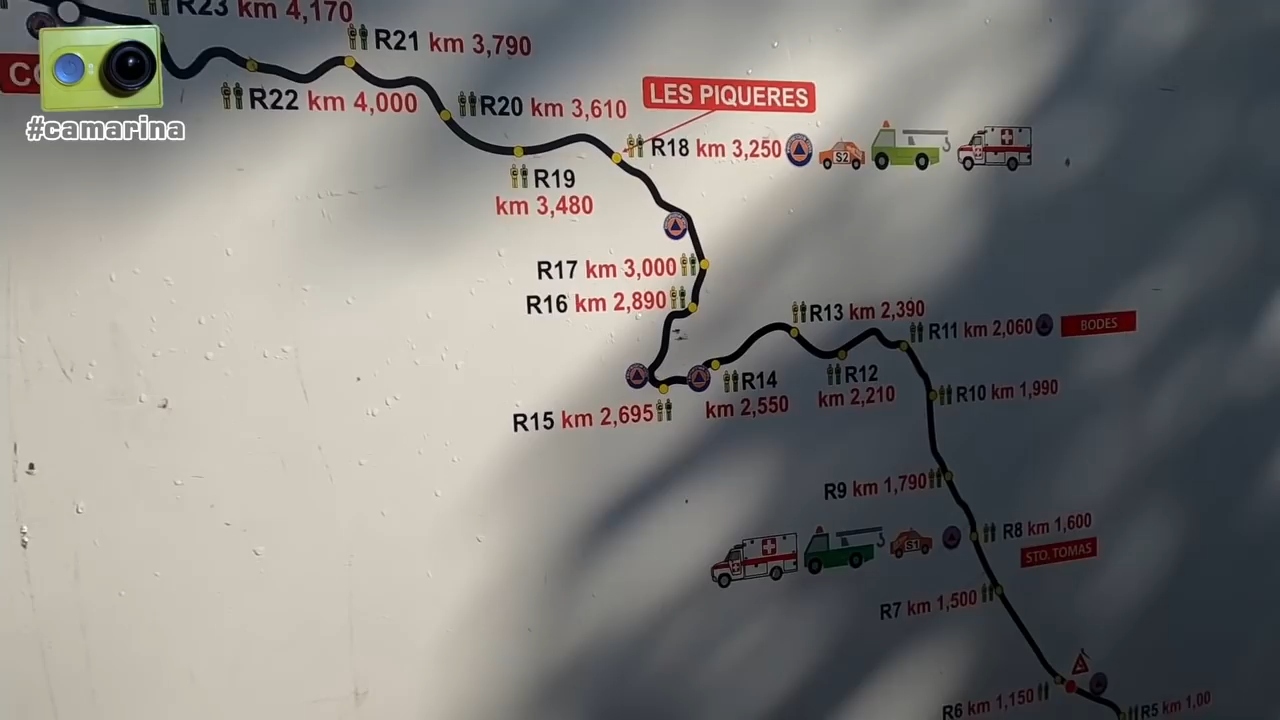 R23 km 4,170
R21 km 3,790
R22 km 4,000
#camarina
R20 km 3,610
LES PIQUERES
R18 km 3,250
S2
R19
km 3,480
R17 km 3,000
R16 km 2,890
R13 km 2,390
R11 km 2,060
BODES
R14
km 2,550
R12
km 2,210
R10 km 1,990
R15 km 2,695
R9 km 1,790
R8 km 1,600
STO. TOMAS
S1
R7 km 1,500
R6 km 1,150
R5 km 1,00